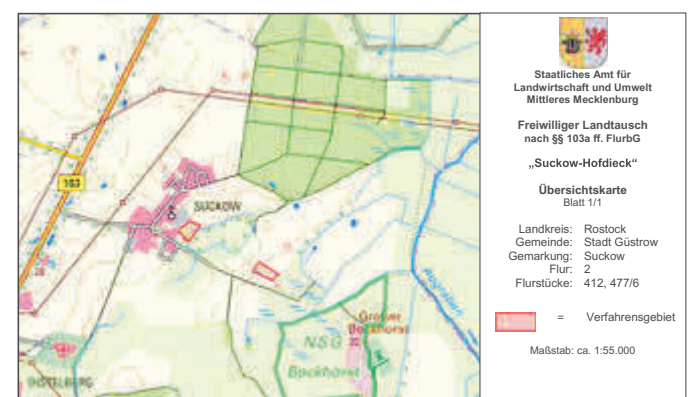 103
SUCKOW
Großer
Bockhorst
NSG
Bockhorst
Augraben
Staatliches Amt für
Landwirtschaft und Umwelt
Mittleres Mecklenburg
Freiwilliger Landtausch
nach §§ 103a ff. FlurbG
„Suckow-Hofdieck“
Übersichtskarte
Blatt 1/1
Landkreis: Rostock
Gemeinde: Stadt Güstrow
Gemarkung: Suckow
Flur: 2
Flurstücke: 412, 477/6
= Verfahrensgebiet
Maßstab: ca. 1:55.000